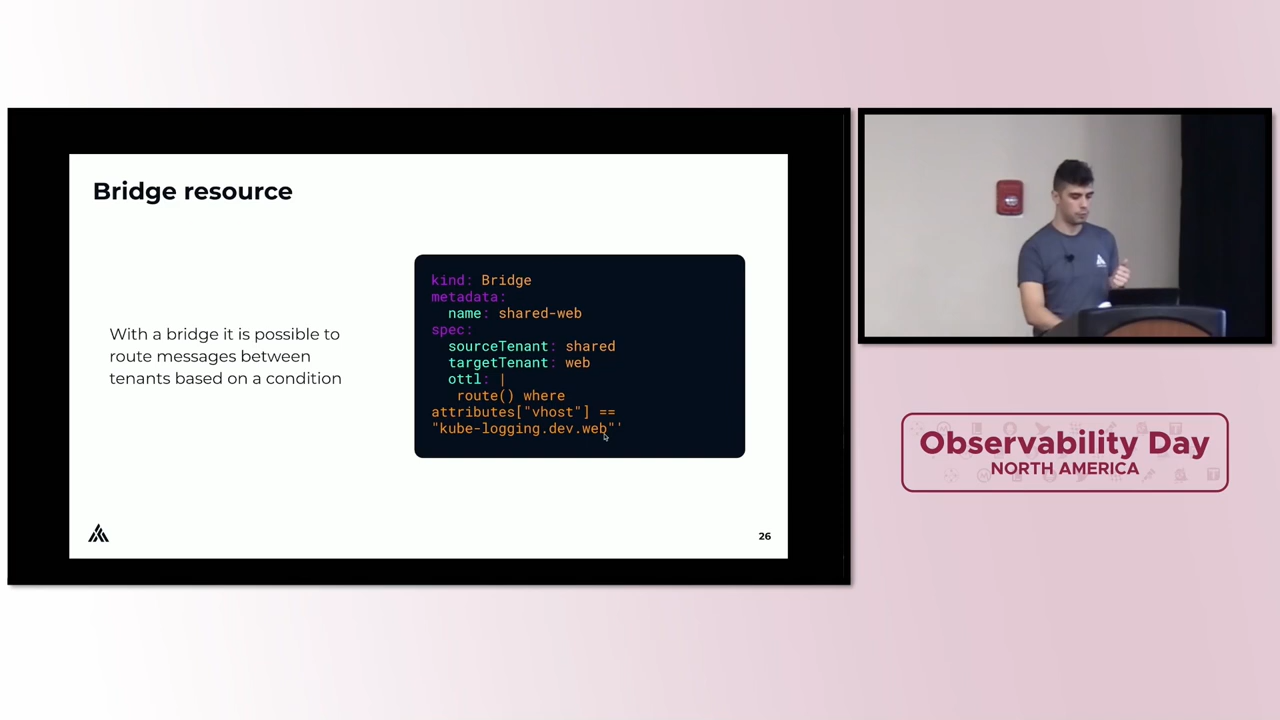 Bridge resource
With a bridge it is possible to
route messages between
tenants based on a condition
kind: Bridge
metadata:
name: shared-web
spec:
sourceTenant: shared
targetTenant: web
ottl: |
route() where
attributes["vhost"] ==
"kube-logging.dev.web"'
26
Observability Day
NORTH AMERICA